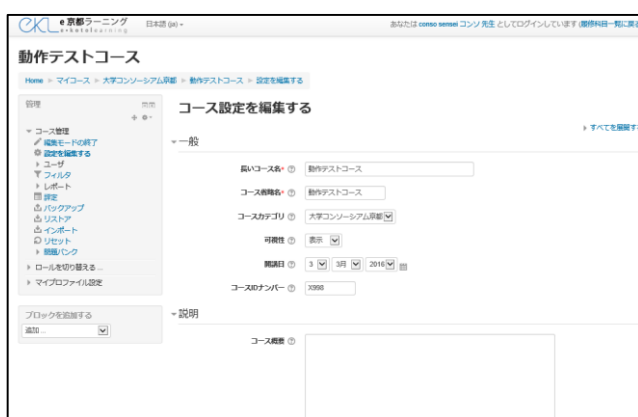 e京都ラーニング
e-kotolearning
日本語 (ja)
あなたは conso sensei コンソ 先生 としてログインしています (履修科目一覧に戻る
動作テストコース
Home ► マイコース ► 大学コンソーシアム京都 ► 動作テストコース ► 設定を編集する
管理
コース管理
編集モードの終了
設定を編集する
ユーザ
フィルタ
レポート
設定
バックアップ
リストア
インポート
リセット
問題バンク
ロールを切り替える ...
マイプロファイル設定
ブロックを追加する
追加 ...
コース設定を編集する
すべてを展開す
一般
長いコース名* 動作テストコース
コース省略名* 動作テストコース
コースカテゴリ 大学コンソーシアム京都
可視性 表示
開講日 3 3月 2016
コースIDナンバー X998
説明
コース概要